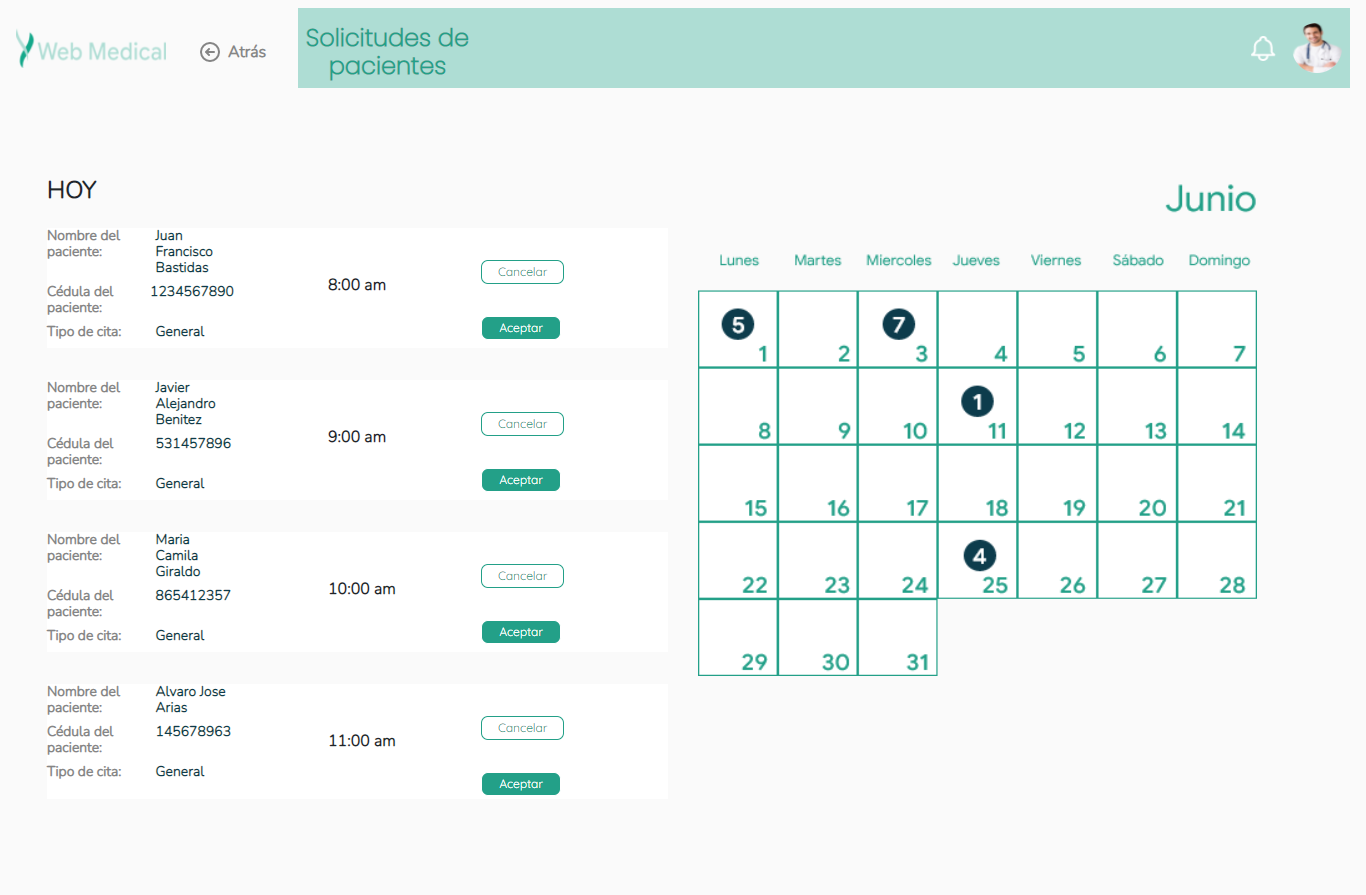 Web Medical
Atrás
Solicitudes de
pacientes
HOY
Nombre del
paciente:
Juan
Francisco
Bastidas
Cédula del
paciente:
1234567890
Tipo de cita:
General
8:00 am
Cancelar
Aceptar
Nombre del
paciente:
Javier
Alejandro
Benitez
Cédula del
paciente:
531457896
Tipo de cita:
General
9:00 am
Cancelar
Aceptar
Nombre del
paciente:
Maria
Camila
Giraldo
Cédula del
paciente:
865412357
Tipo de cita:
General
10:00 am
Cancelar
Aceptar
Nombre del
paciente:
Alvaro Jose
Arias
Cédula del
paciente:
145678963
Tipo de cita:
General
11:00 am
Cancelar
Aceptar
Junio
Lunes Martes Miercoles Jueves Viernes Sábado Domingo
5 7
1 2 3 4 5 6 7
1
8 9 10 11 12 13 14
15 16 17 18 19 20 21
4
22 23 24 25 26 27 28
29 30 31